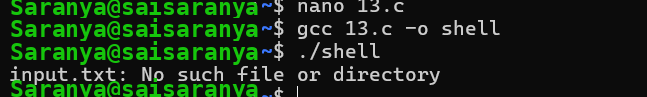 Saranya@saisaranya:~$ nano 13.c
Saranya@saisaranya:~$ gcc 13.c -o shell
Saranya@saisaranya:~$ ./shell
input.txt: No such file or directory
Saranya@saisaranya:~$